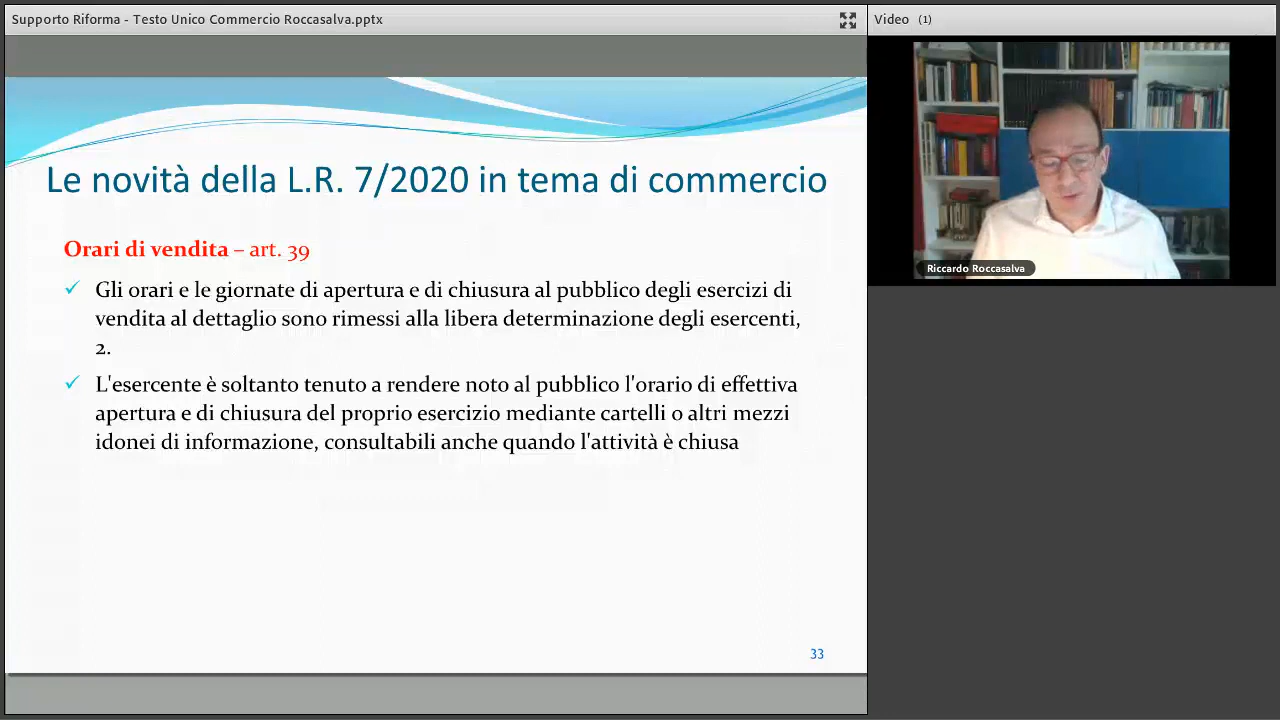 Supporto Riforma - Testo Unico Commercio Roccasalva.pptx
Video (1)
Riccardo Roccasalva
Le novità della L.R. 7/2020 in tema di commercio
Orari di vendita – art. 39
✓ Gli orari e le giornate di apertura e di chiusura al pubblico degli esercizi di
vendita al dettaglio sono rimessi alla libera determinazione degli esercenti,
2.
✓ L'esercente è soltanto tenuto a rendere noto al pubblico l'orario di effettiva
apertura e di chiusura del proprio esercizio mediante cartelli o altri mezzi
idonei di informazione, consultabili anche quando l'attività è chiusa
33